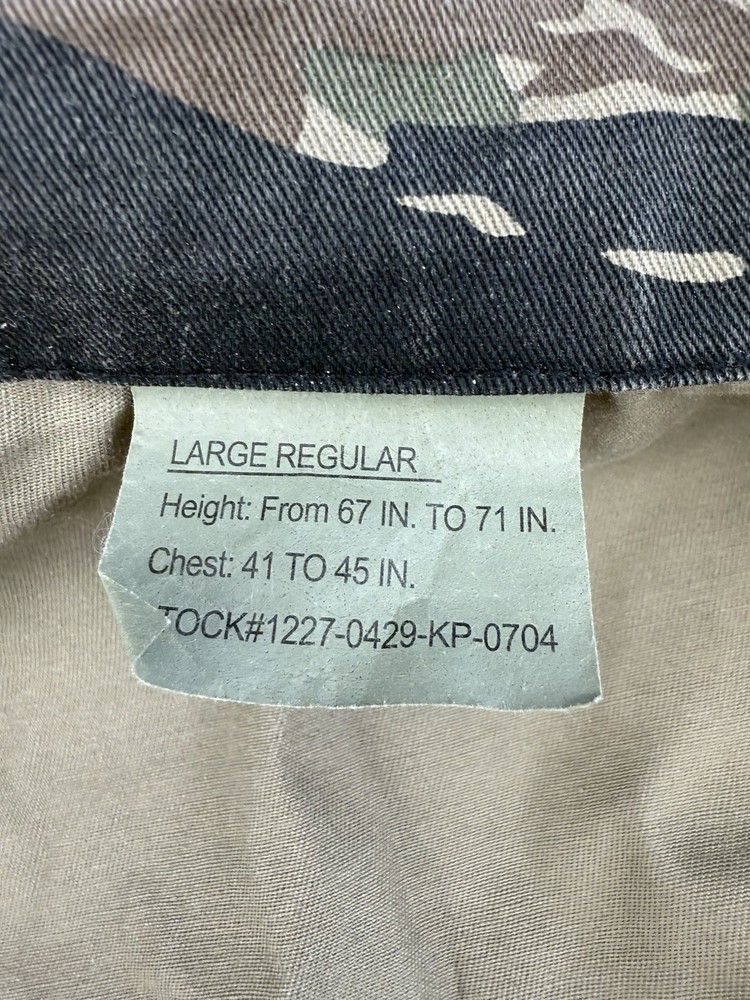 LARGE REGULAR
Height: From 67 IN. TO 71 IN.
Chest: 41 TO 45 IN.
TOCK#1227-0429-KP-0704